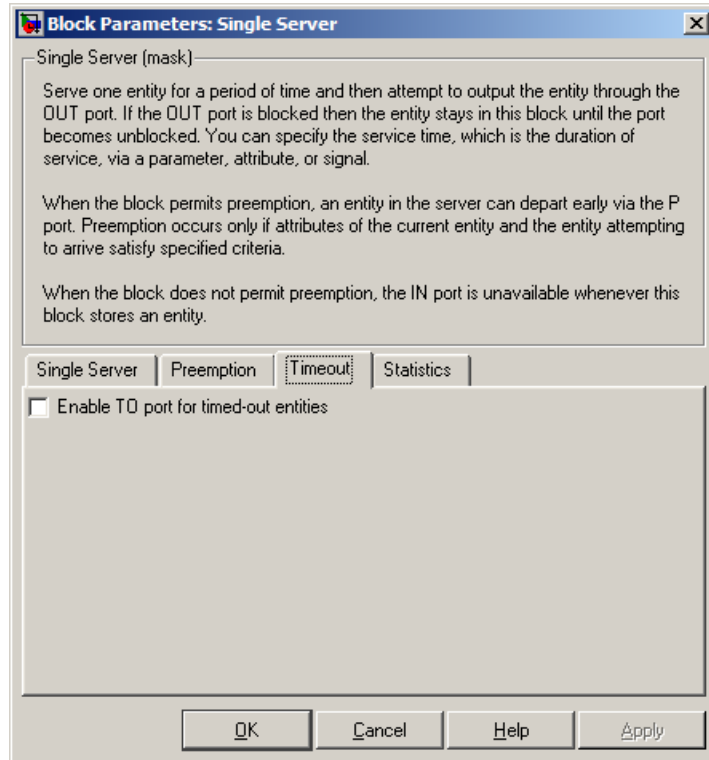 Block Parameters: Single Server
Single Server (mask)
Serve one entity for a period of time and then attempt to output the entity through the
OUT port. If the OUT port is blocked then the entity stays in this block until the port
becomes unblocked. You can specify the service time, which is the duration of
service, via a parameter, attribute, or signal.
When the block permits preemption, an entity in the server can depart early via the P
port. Preemption occurs only if attributes of the current entity and the entity attempting
to arrive satisfy specified criteria.
When the block does not permit preemption, the IN port is unavailable whenever this
block stores an entity.
Single Server Preemption Timeout Statistics
Enable TO port for timed-out entities
OK Cancel Help Apply